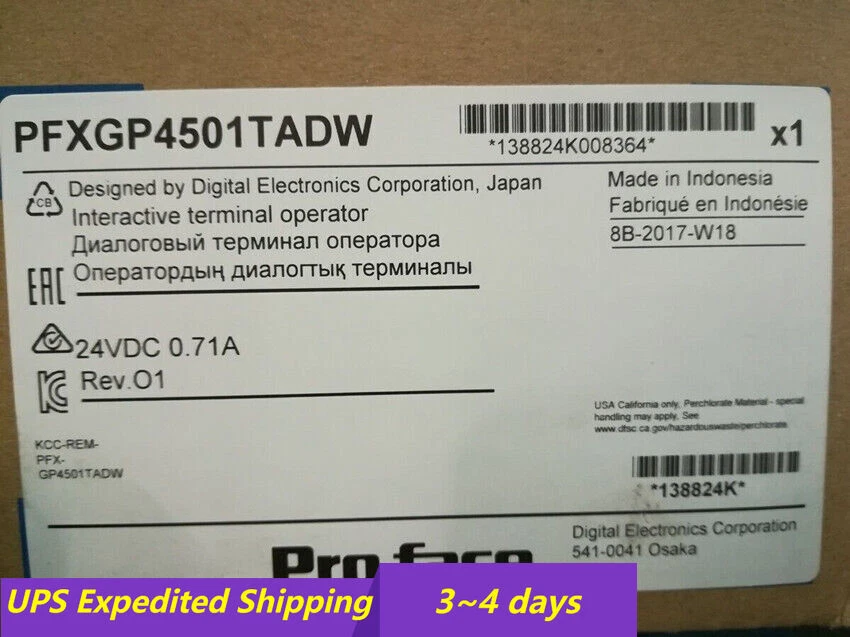 PFXGP4501TADW
*138824K008364*
x1
Designed by Digital Electronics Corporation, Japan
Interactive terminal operator
Диалоговый терминал оператора
Оператордың диалогтық терминалы
Made in Indonesia
Fabriqué en Indonésie
8B-2017-W18
CB
EAC
24VDC 0.71A
Rev.O1
KCC-REM-
PFX-
GP4501TADW
USA California only, Perchlorate Material - special
handling may apply. See
www.dtsc.ca.gov/hazardouswaste/perchlorate
*138824K*
Digital Electronics Corporation
541-0041 Osaka
Pro-face
UPS Expedited Shipping
3~4 days